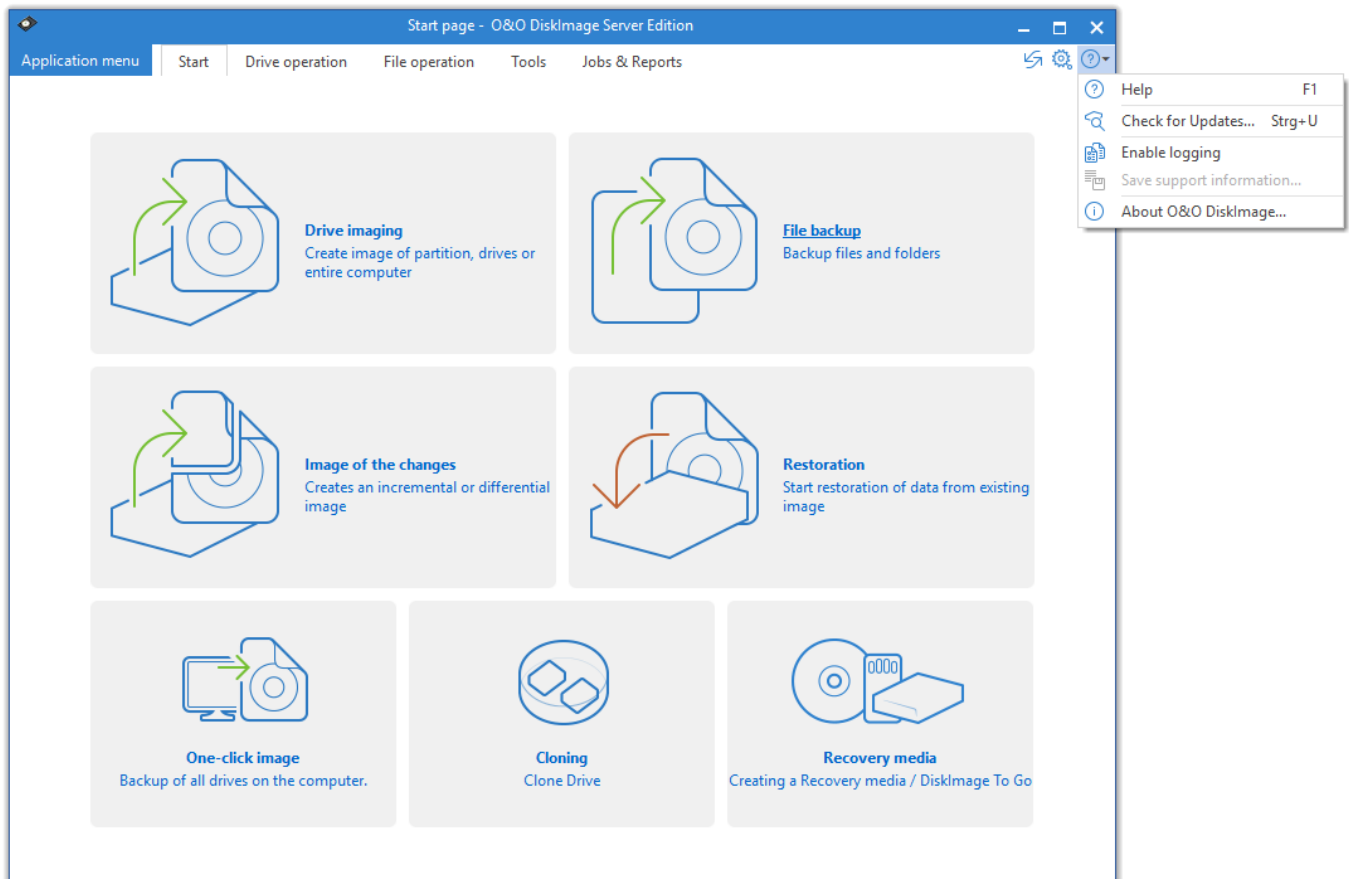 Start page - O&O DiskImage Server Edition
Application menu Start Drive operation File operation Tools Jobs & Reports
Help F1
Check for Updates... Strg+U
Enable logging
Save support information...
About O&O DiskImage...
Drive imaging
Create image of partition, drives or
entire computer
File backup
Backup files and folders
Image of the changes
Creates an incremental or differential
image
Restoration
Start restoration of data from existing
image
One-click image
Backup of all drives on the computer.
Cloning
Clone Drive
Recovery media
Creating a Recovery media / DiskImage To Go